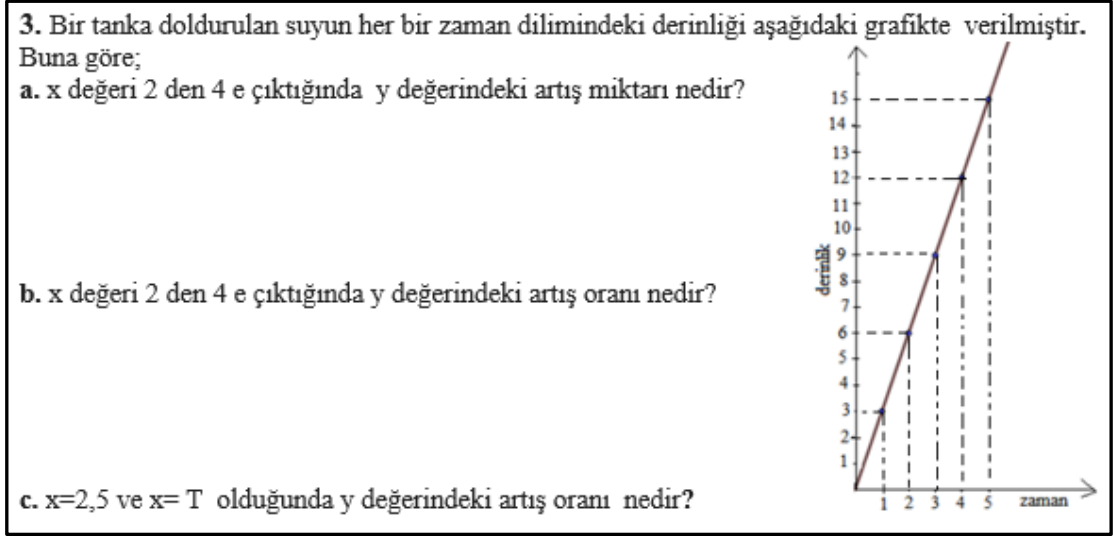 3. Bir tanka doldurulan suyun her bir zaman dilimindeki derinliği aşağıdaki grafikte verilmiştir.
Buna göre;
a. x değeri 2 den 4 e çıktığında y değerindeki artış miktarı nedir?
b. x değeri 2 den 4 e çıktığında y değerindeki artış oranı nedir?
c. x=2,5 ve x= T olduğunda y değerindeki artış oranı nedir?
15
14
13
12
11
10
9
8
7
6
5
4
3
2
1
derinlik
1 2 3 4 5 zaman